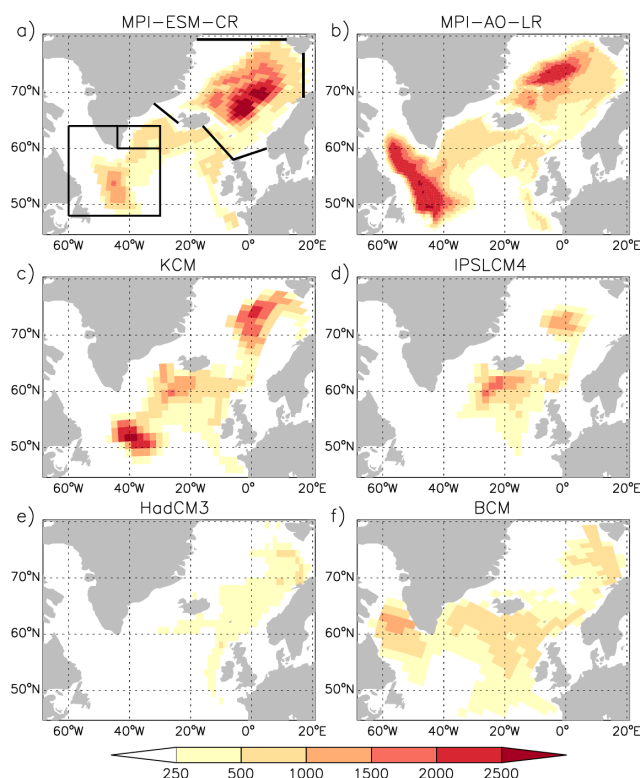 MPI-ESM-CR MPI-AO-LR
a) b)
70°N 70°N
60°N 60°N
50°N 50°N
60°W 40°W 20°W 0°E 20°E 60°W 40°W 20°W 0°E 20°E
KCM IPSLCM4
c) d)
70°N 70°N
60°N 60°N
50°N 50°N
60°W 40°W 20°W 0°E 20°E 60°W 40°W 20°W 0°E 20°E
HadCM3 BCM
e) f)
70°N 70°N
60°N 60°N
50°N 50°N
60°W 40°W 20°W 0°E 20°E 60°W 40°W 20°W 0°E 20°E
250 500 1000 1500 2000 2500